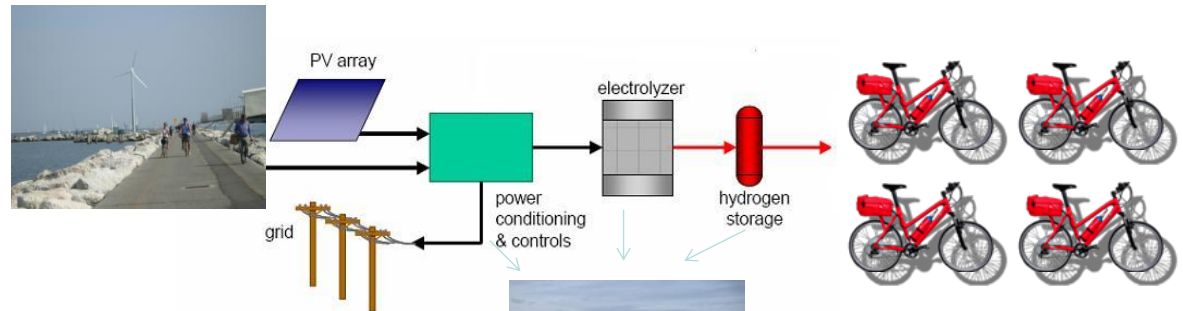 PV array
electrolyzer
power
conditioning
& controls
hydrogen
storage
grid